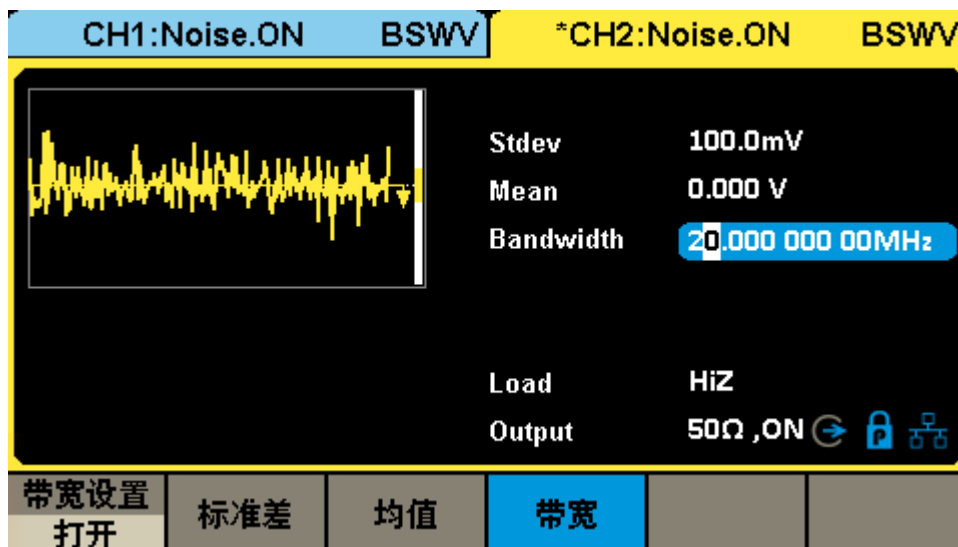 CH1:Noise.ON BSWV *CH2:Noise.ON BSWV
Stdev 100.0mV
Mean 0.000 V
Bandwidth 20.000 000 00MHz
Load HiZ
Output 50Ω ,ON P
带宽设置 标准差 均值 带宽
打开